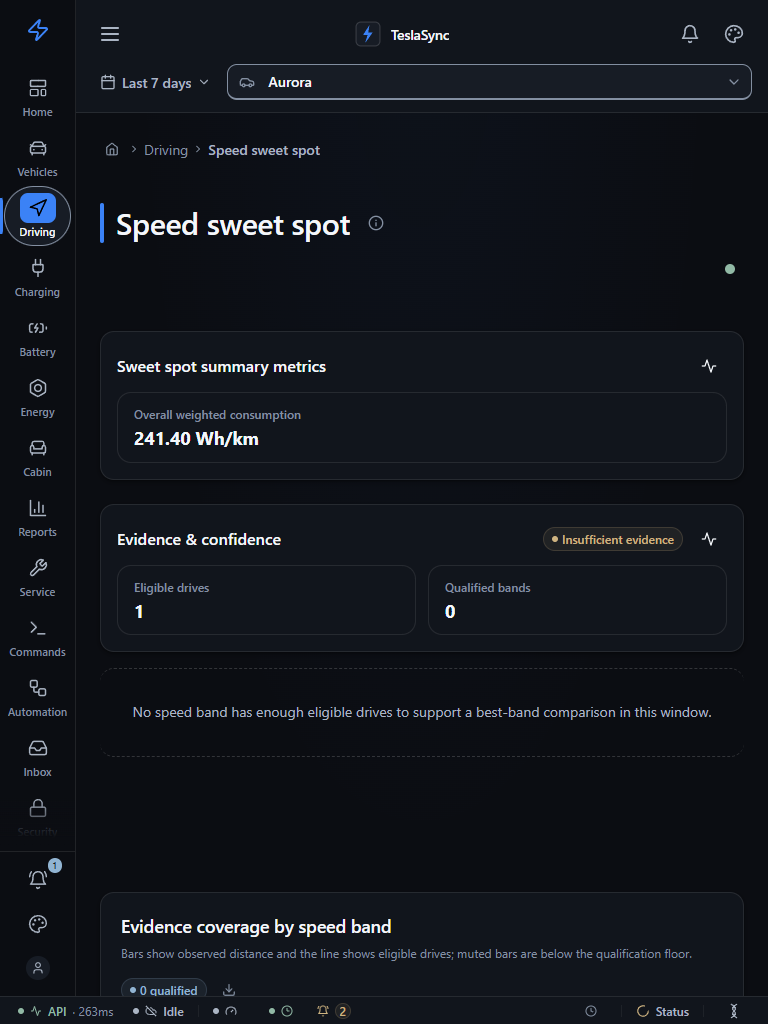 TeslaSync
Last 7 days
Aurora
Home
Vehicles
Driving
Charging
Battery
Energy
Cabin
Reports
Service
Commands
Automation
Inbox
Security
1
Driving
Speed sweet spot
Speed sweet spot
Sweet spot summary metrics
Overall weighted consumption
241.40 Wh/km
Evidence & confidence
Insufficient evidence
Eligible drives
1
Qualified bands
0
No speed band has enough eligible drives to support a best-band comparison in this window.
Evidence coverage by speed band
Bars show observed distance and the line shows eligible drives; muted bars are below the qualification floor.
0 qualified
API · 263ms
Idle
2
Status